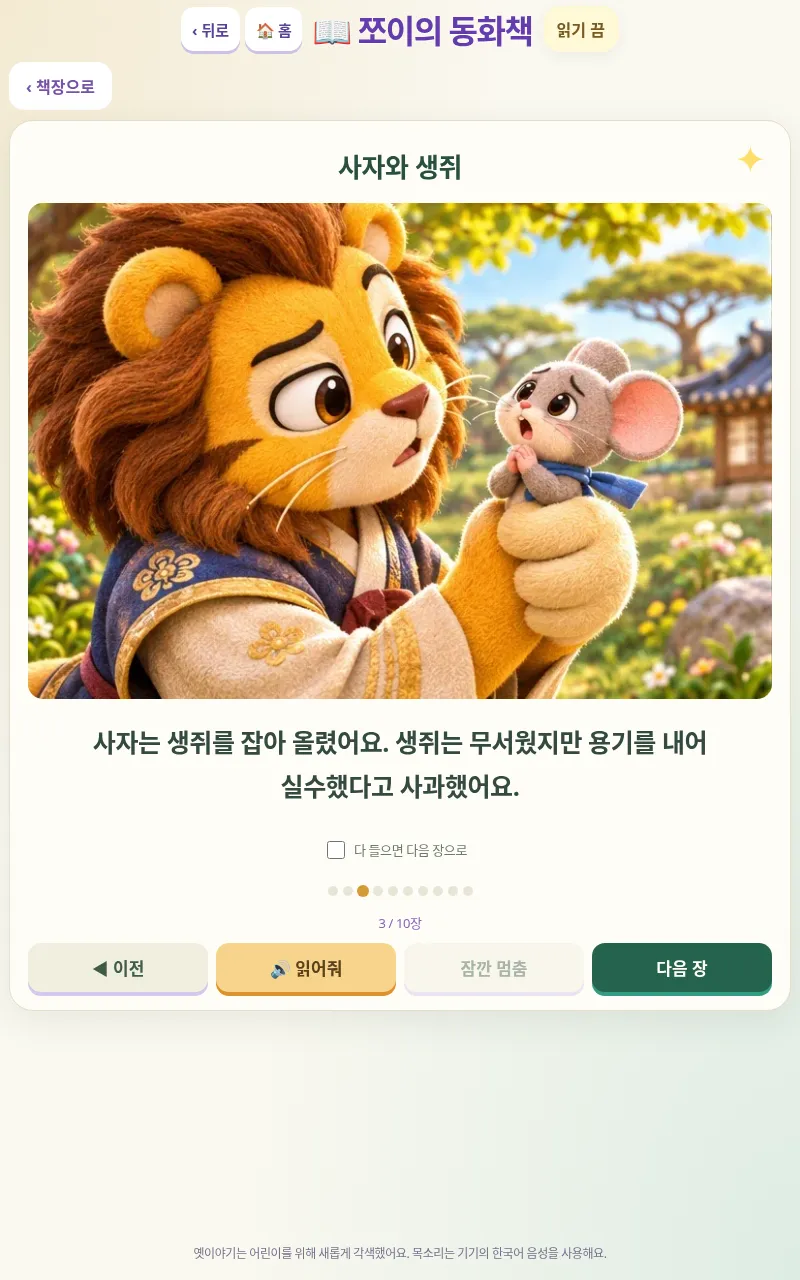 ‹ 뒤로 🏠 홈 📖 쪼이의 동화책 읽기 끔
‹ 책장으로
사자와 생쥐
사자는 생쥐를 잡아 올렸어요. 생쥐는 무서웠지만 용기를 내어
실수했다고 사과했어요.
다 들으면 다음 장으로
3 / 10장
◀ 이전 🔊 읽어줘 잠깐 멈춤 다음 장
옛이야기는 어린이를 위해 새롭게 각색했어요. 목소리는 기기의 한국어 음성을 사용해요.